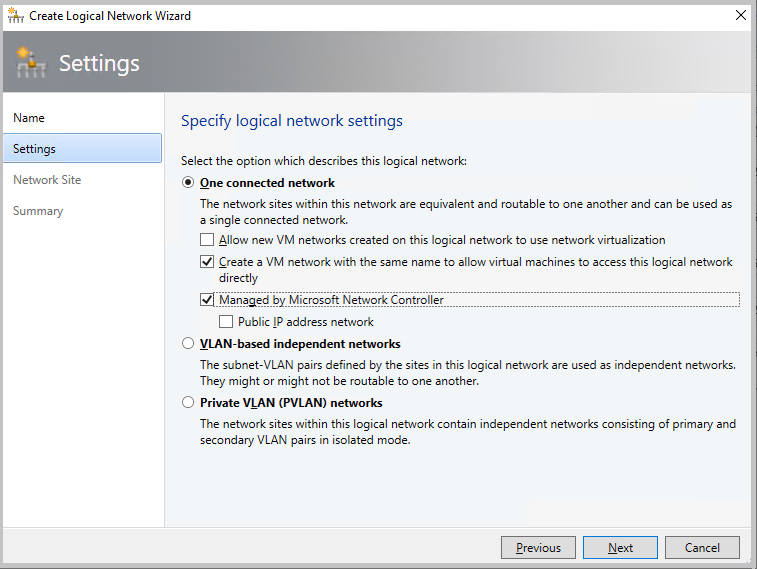 Create Logical Network Wizard
Settings
Name
Settings
Network Site
Summary
Specify logical network settings
Select the option which describes this logical network:
One connected network
The network sites within this network are equivalent and routable to one another and can be used as
a single connected network.
Allow new VM networks created on this logical network to use network virtualization
Create a VM network with the same name to allow virtual machines to access this logical network
directly
Managed by Microsoft Network Controller
Public IP address network
VLAN-based independent networks
The subnet-VLAN pairs defined by the sites in this logical network are used as independent networks.
They might or might not be routable to one another.
Private VLAN (PVLAN) networks
The network sites within this logical network contain independent networks consisting of primary and
secondary VLAN pairs in isolated mode.
Previous
Next
Cancel